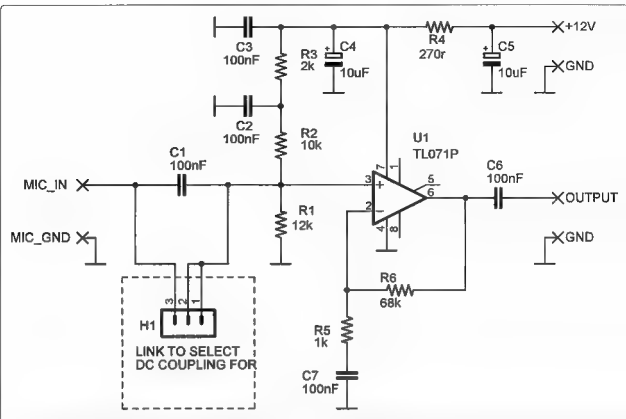 C3
100nF
R3
2k
C4
+
10uF
R4
270r
C5
+
10uF
+12V
GND
C2
100nF
R2
10k
U1
TL071P
C1
100nF
MIC_IN
7
1
3
+
5
6
C6
100nF
OUTPUT
R1
12k
2
-
4
8
MIC_GND
GND
R6
68k
3
2
1
H1
R5
1k
LINK TO SELECT
DC COUPLING FOR
C7
100nF